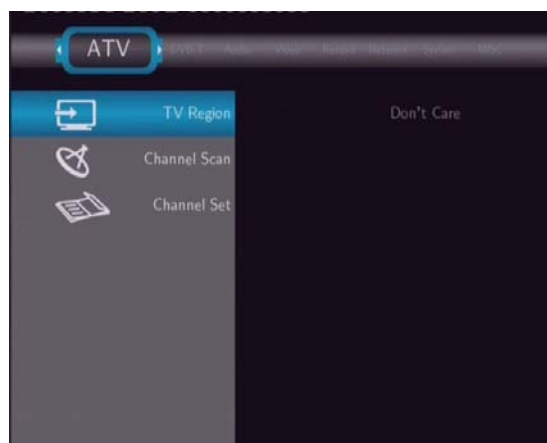 ATV DVB-T Audio Video Record Network System Misc
TV Region Don't Care
Channel Scan
Channel Set